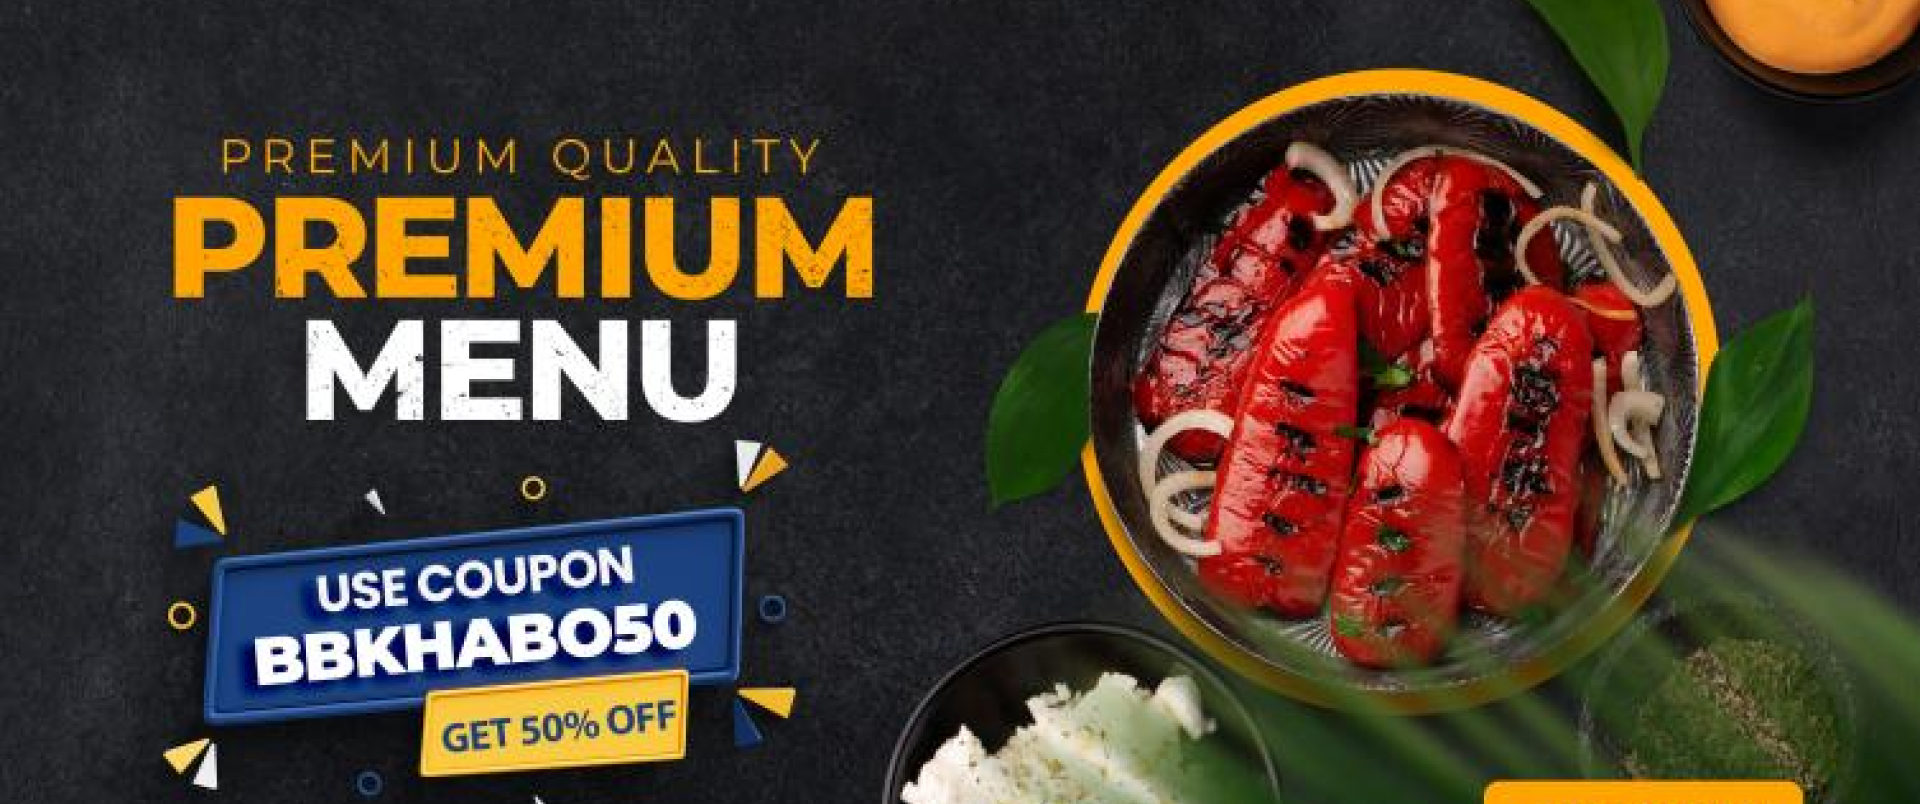 PREMIUM QUALITY
PREMIUM
MENU
USE COUPON
BBKHABO50
GET 50% OFF